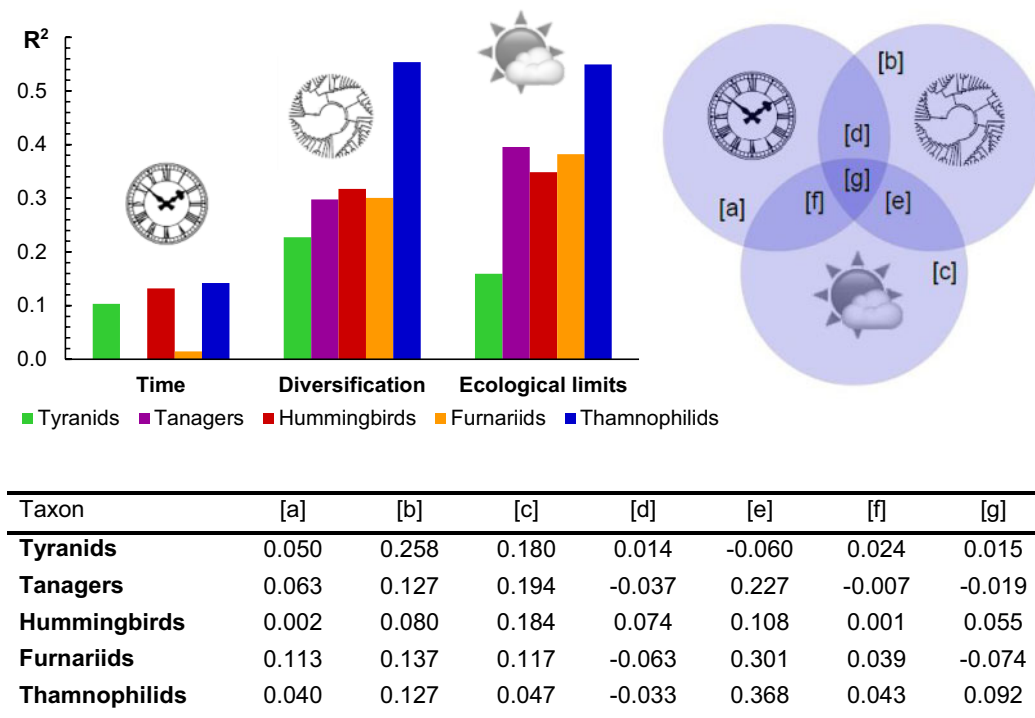 R²
0.5
0.4
0.3
0.2
0.1
0.0
Time Diversification Ecological limits
Tyranids Tanagers Hummingbirds Furnariids Thamnophilids
[b]
[d]
[g]
[a] [f] [e]
[c]
Taxon [a] [b] [c] [d] [e] [f] [g]
Tyranids 0.050 0.258 0.180 0.014 -0.060 0.024 0.015
Tanagers 0.063 0.127 0.194 -0.037 0.227 -0.007 -0.019
Hummingbirds 0.002 0.080 0.184 0.074 0.108 0.001 0.055
Furnariids 0.113 0.137 0.117 -0.063 0.301 0.039 -0.074
Thamnophilids 0.040 0.127 0.047 -0.033 0.368 0.043 0.092